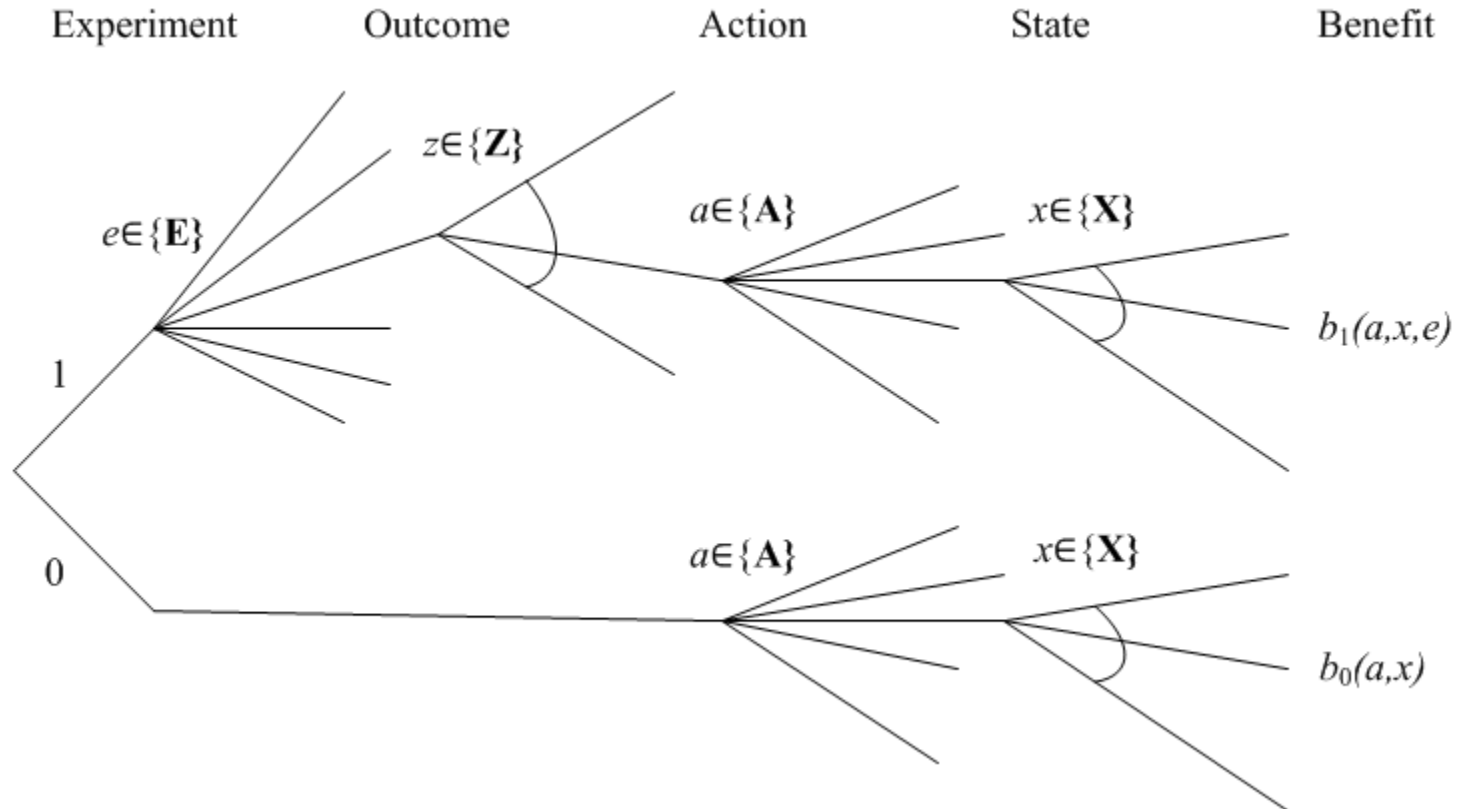 Experiment Outcome Action State Benefit
z∈{Z}
a∈{A} x∈{X}
e∈{E}
b₁(a,x,e)
1
a∈{A} x∈{X}
0
b₀(a,x)